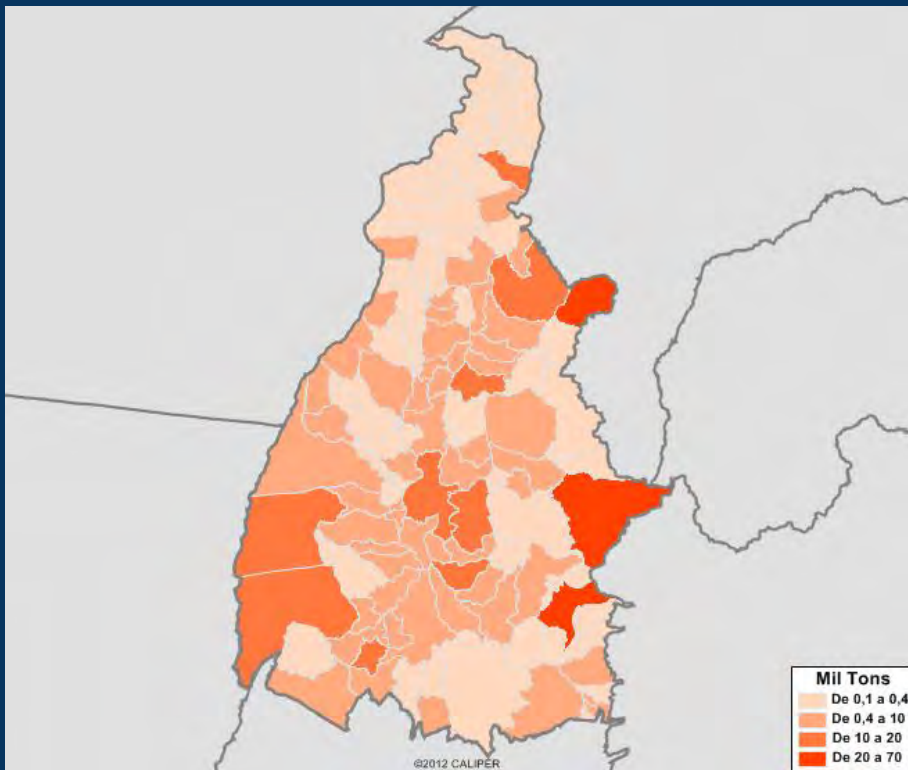 Mil Tons
De 0,1 a 0,4
De 0,4 a 10
De 10 a 20
De 20 a 70
©2012 CALIPER